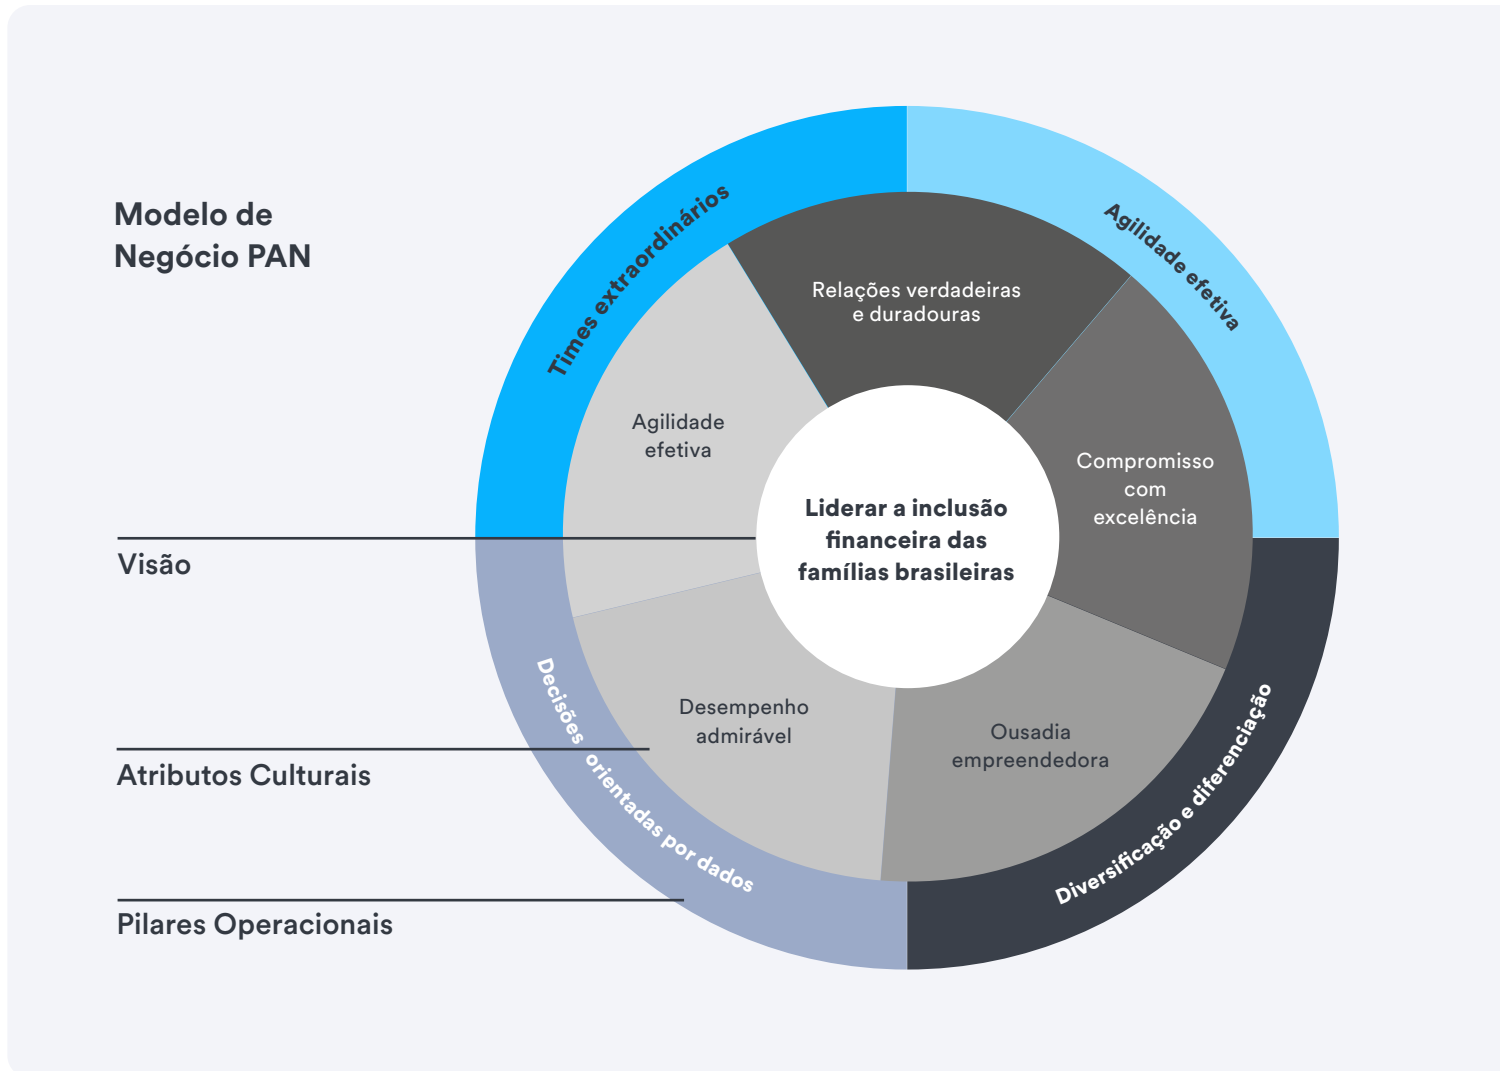 Modelo de
Negócio PAN
Times extraordinários
Agilidade efetiva
Relações verdadeiras
e duradouras
Agilidade
efetiva
Compromisso
com
excelência
Liderar a inclusão
financeira das
famílias brasileiras
Visão
Desempenho
admirável
Ousadia
empreendedora
Decisões orientadas por dados
Diversificação e diferenciação
Atributos Culturais
Pilares Operacionais